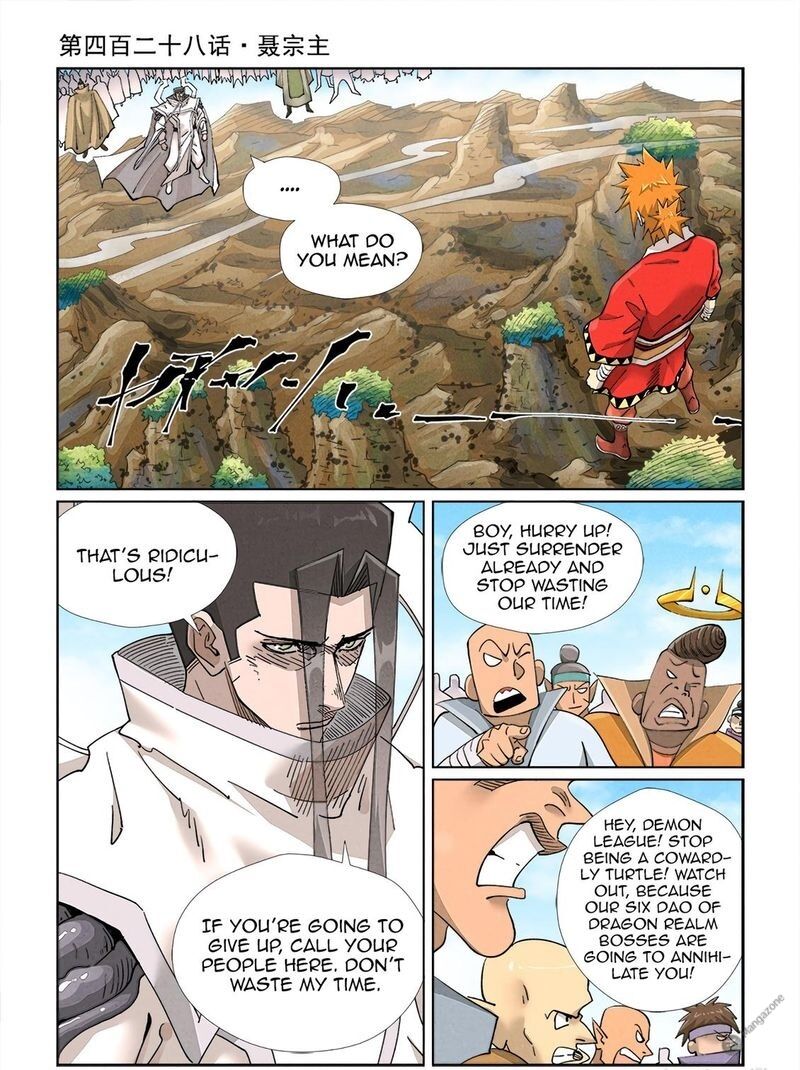 第四百二十八话·聂宗主
....
WHAT DO
YOU MEAN?
THAT'S RIDICU-
LOUS!
IF YOU'RE GOING TO
GIVE UP, CALL YOUR
PEOPLE HERE. DON'T
WASTE MY TIME.
BOY, HURRY UP!
JUST SURRENDER
ALREADY AND
STOP WASTING
OUR TIME!
HEY, DEMON
LEAGUE! STOP
BEING A COWARD-
LY TURTLE! WATCH
OUT, BECAUSE
OUR SIX DAO OF
DRAGON REALM
BOSSES ARE
GOING TO ANNIHI-
LATE YOU!
Mangazone